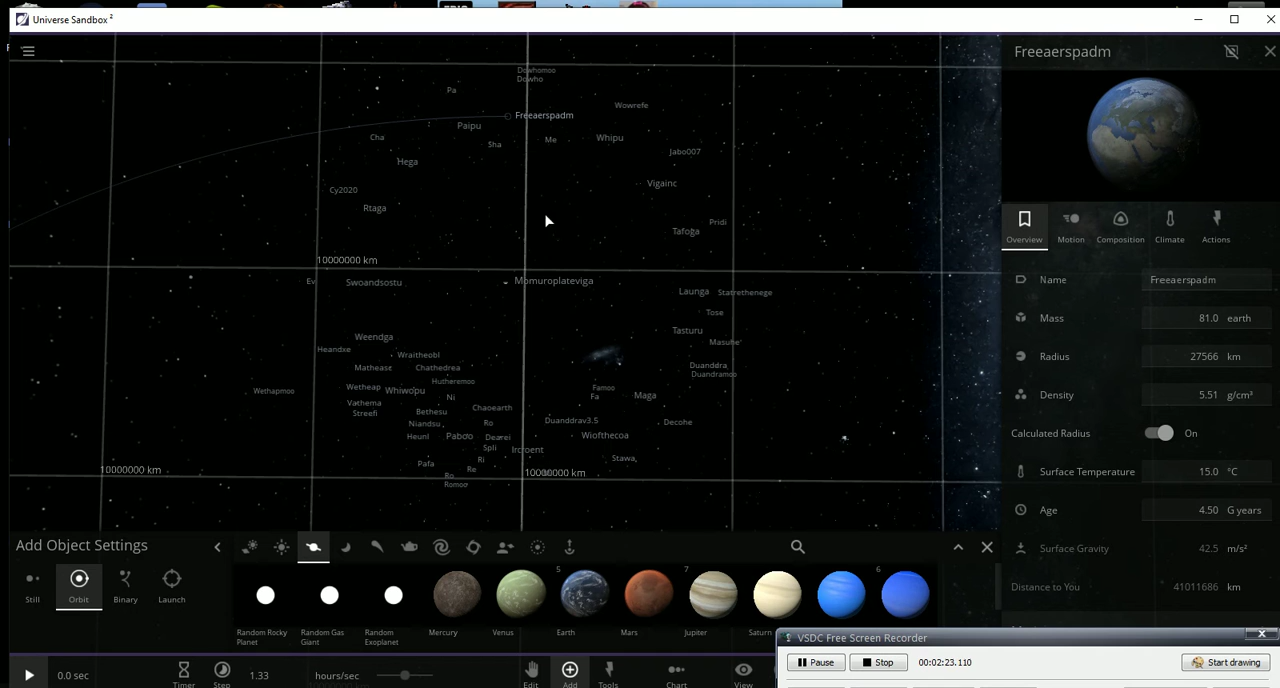 Universe Sandbox ²
Freeaerspadm
Dowhomoo
Dowho
Pa
Wowrefe
Freeaerspadm
Paipu
Cha
Sha
Me
Whipu
Jabo007
Hega
Vigainc
Cy2020
Rtaga
Pridi
Tafoga
10000000 km
Ev
Swoandsostu
Momuroplateviga
Launga
Statrethenege
Tose
Tasturu
Masuhe
Weendga
Heandxe
Wraitheobl
Mathease
Chathedrea
Duanddra
Duandramoo
Hutheremoo
Wethapmoo
Wetheap
Whiwopu
Ni
Famoo
Fa
Maga
Vathema
Streefi
Bethesu
Chaoearth
Niandsu
Ro
Duanddrav3.5
Decohe
Heunl
Paboo
Dearei
Wiofthecoa
Spli
Ircroent
Pafa
Ri
Stawa
Re
10000000 km
Ro
10000000 km
Romoo
Overview
Motion
Composition
Climate
Actions
Name Freeaerspadm
Mass 81.0 earth
Radius 27566 km
Density 5.51 g/cm³
Calculated Radius On
Surface Temperature 15.0 °C
Age 4.50 G years
Surface Gravity 42.5 m/s²
Distance to You 41011686 km
Add Object Settings
Still
Orbit
Binary
Launch
5
7
6
Random Rocky
Planet
Random Gas
Giant
Random
Exoplanet
Mercury
Venus
Earth
Mars
Jupiter
Saturn
VSDC Free Screen Recorder
Pause
Stop
00:02:23.110
Start drawing
0.0 sec
Timer
Step
1.33
hours/sec
Edit
Add
Tools
Chart
View